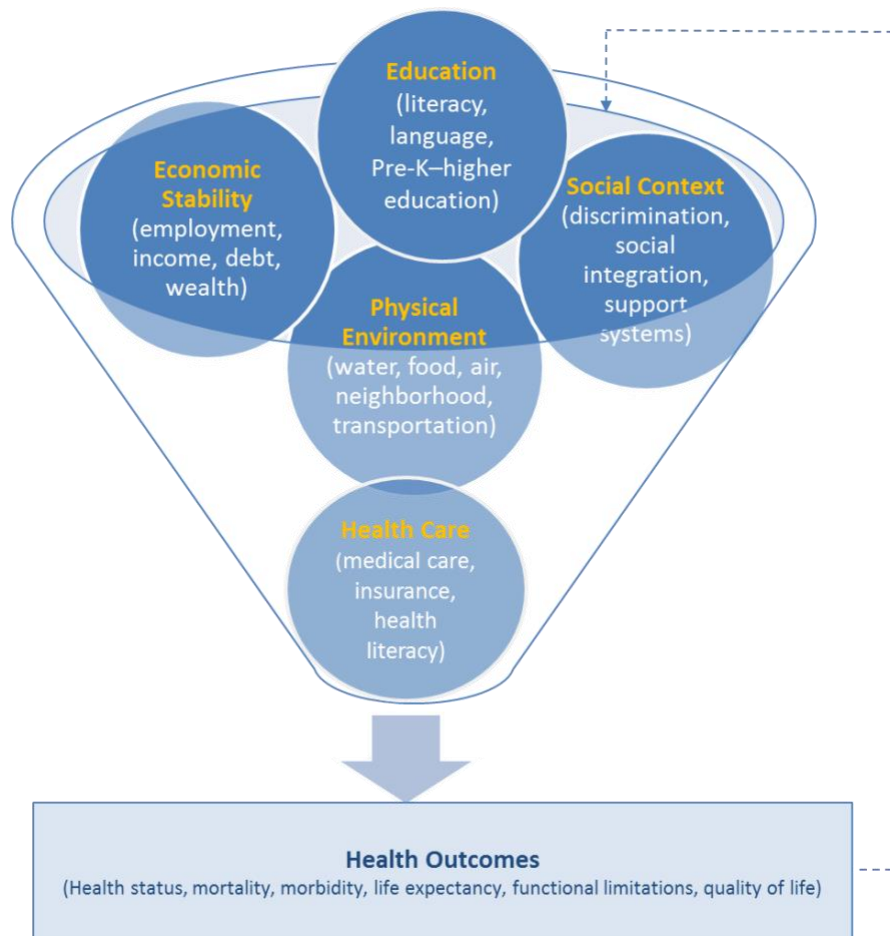 Education
(literacy,
language,
Pre-K–higher
education)
Economic
Stability
(employment,
income, debt,
wealth)
Social Context
(discrimination,
social
integration,
support
systems)
Physical
Environment
(water, food, air,
neighborhood,
transportation)
Health Care
(medical care,
insurance,
health
literacy)
Health Outcomes
(Health status, mortality, morbidity, life expectancy, functional limitations, quality of life)